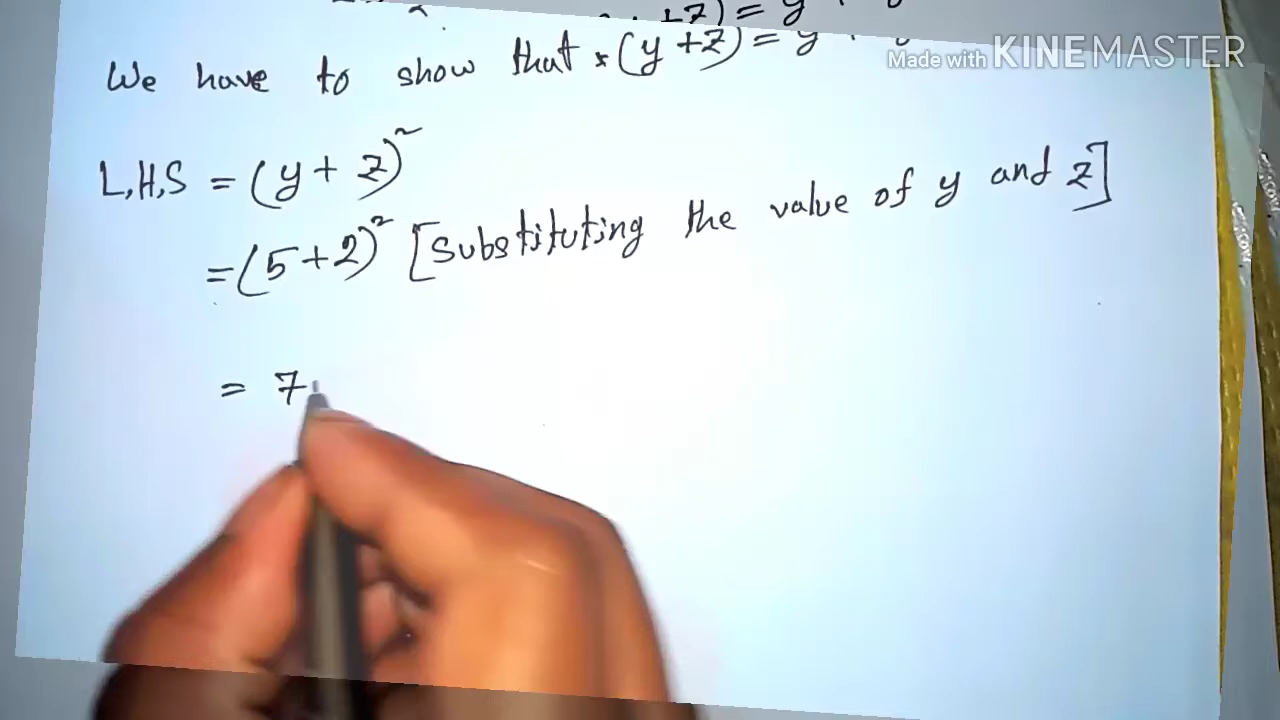 +z) = y
We have to show that *(y+z) = y
Made with KINEMASTER
L,H,S = (y+z)²
= (5+2)² [Substituting the value of y and z]
= 7